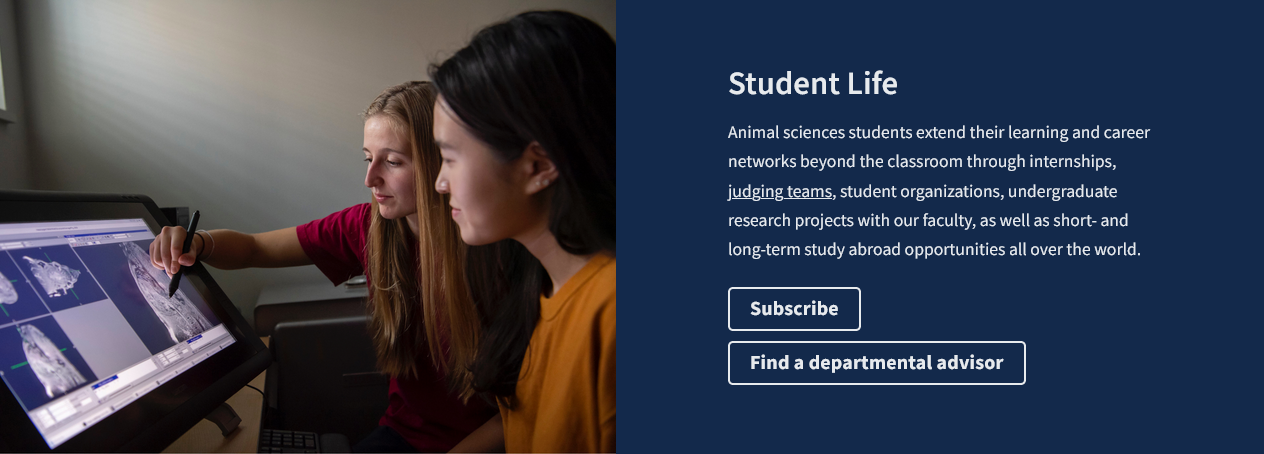 Student Life
Animal sciences students extend their learning and career
networks beyond the classroom through internships,
judging teams, student organizations, undergraduate
research projects with our faculty, as well as short- and
long-term study abroad opportunities all over the world.
Subscribe
Find a departmental advisor